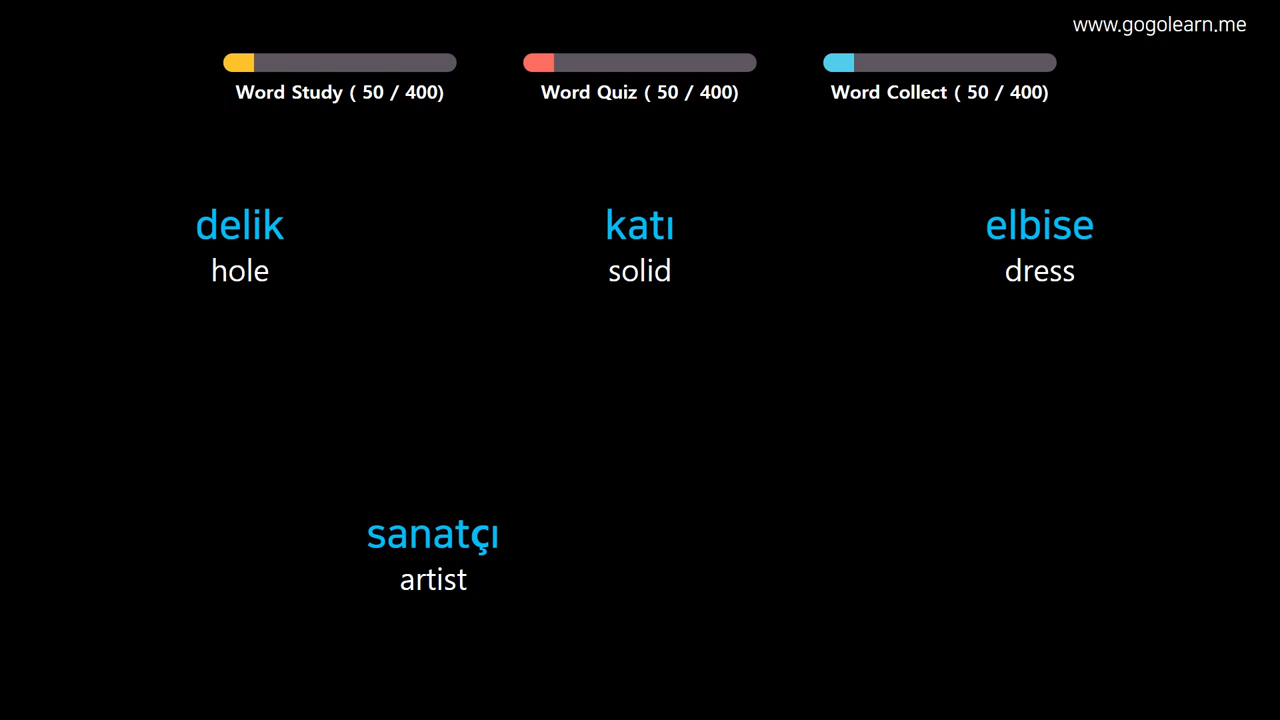 www.gogolearn.me
Word Study ( 50 / 400)
Word Quiz ( 50 / 400)
Word Collect ( 50 / 400)
delik
hole
katı
solid
elbise
dress
sanatçı
artist